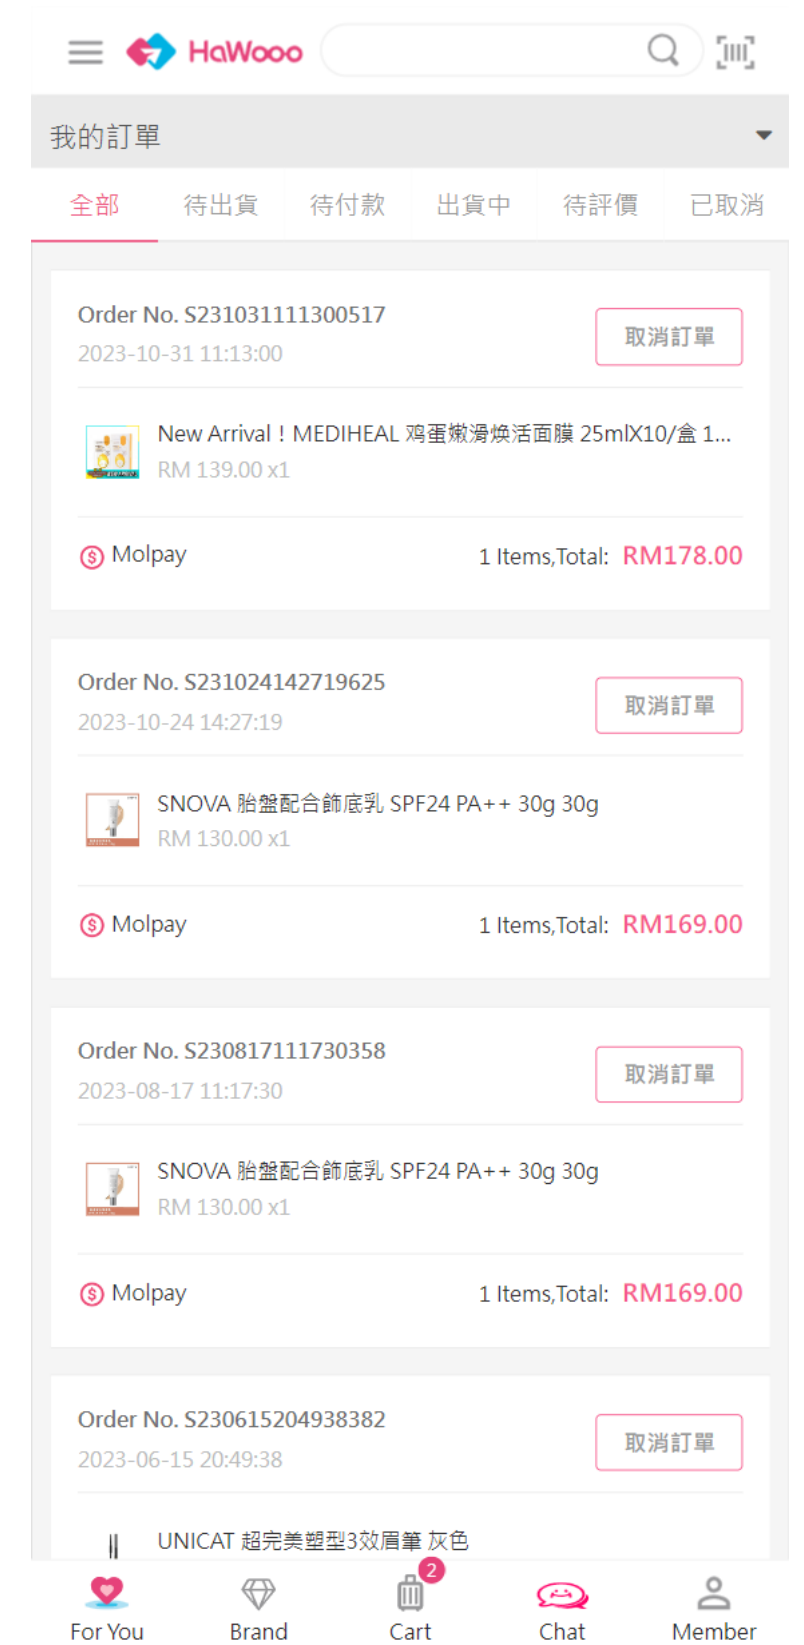 HaWooo
我的訂單
全部 待出貨 待付款 出貨中 待評價 已取消
Order No. S231031111300517
取消訂單
2023-10-31 11:13:00
New Arrival！MEDIHEAL 鸡蛋嫩滑焕活面膜 25mlX10/盒 1...
RM 139.00 x1
Molpay 1 Items,Total: RM178.00
Order No. S231024142719625
取消訂單
2023-10-24 14:27:19
SNOVA 胎盤配合飾底乳 SPF24 PA++ 30g 30g
RM 130.00 x1
Molpay 1 Items,Total: RM169.00
Order No. S230817111730358
取消訂單
2023-08-17 11:17:30
SNOVA 胎盤配合飾底乳 SPF24 PA++ 30g 30g
RM 130.00 x1
Molpay 1 Items,Total: RM169.00
Order No. S230615204938382
取消訂單
2023-06-15 20:49:38
UNICAT 超完美塑型3效眉筆 灰色
2
For You Brand Cart Chat Member